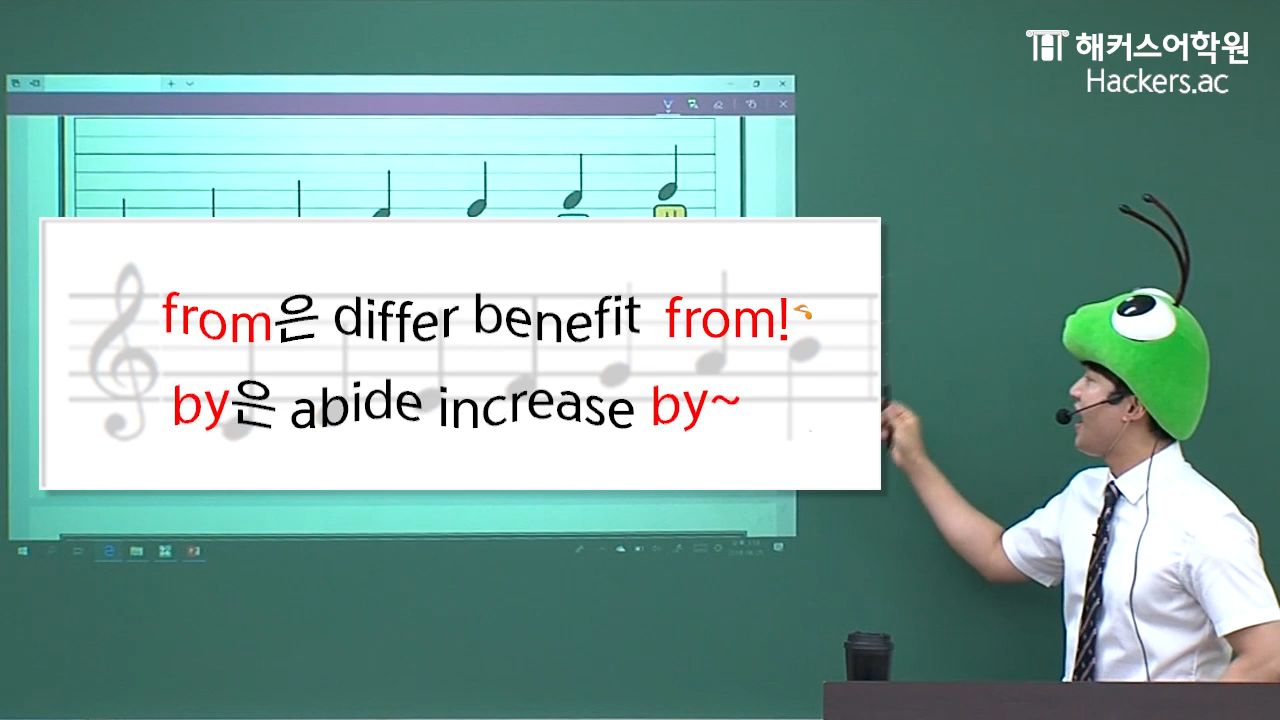 해커스어학원
Hackers.ac
from은 differ benefit from!
by은 abide increase by~